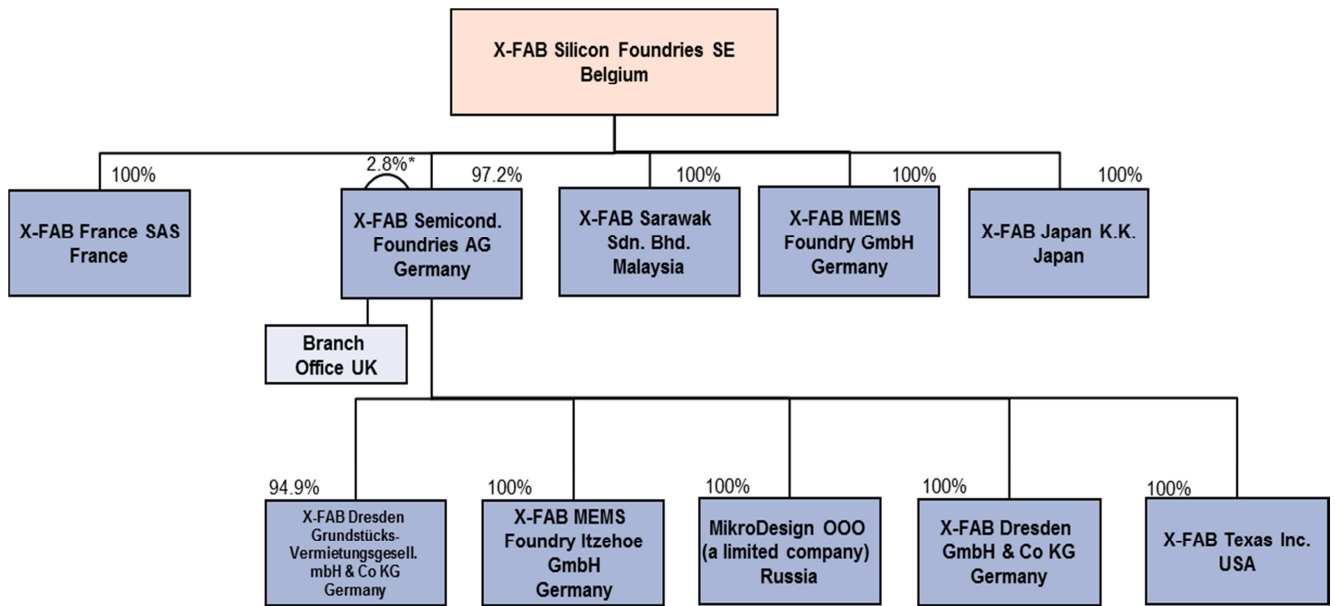 X-FAB Silicon Foundries SE
Belgium
100%
2.8%*
97.2%
100%
100%
100%
X-FAB France SAS
France
X-FAB Semicond.
Foundries AG
Germany
X-FAB Sarawak
Sdn. Bhd.
Malaysia
X-FAB MEMS
Foundry GmbH
Germany
X-FAB Japan K.K.
Japan
Branch
Office UK
94.9%
100%
100%
100%
100%
X-FAB Dresden
Grundstücks-
Vermietungsgesell.
mbH & Co KG
Germany
X-FAB MEMS
Foundry Itzehoe
GmbH
Germany
MikroDesign OOO
(a limited company)
Russia
X-FAB Dresden
GmbH & Co KG
Germany
X-FAB Texas Inc.
USA